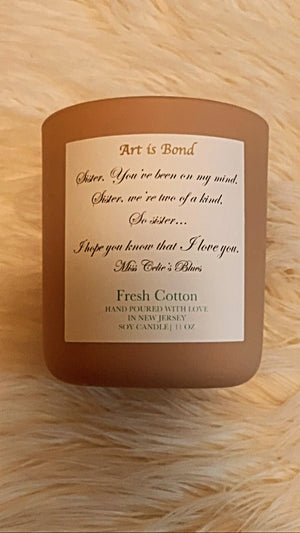 Art is Bond
Sister, You've been on my mind,
Sister, we're two of a kind,
So sister...
I hope you know that I love you.
Miss Celie's Blues
Fresh Cotton
HAND POURED WITH LOVE
IN NEW JERSEY
SOY CANDLE| 11 OZ